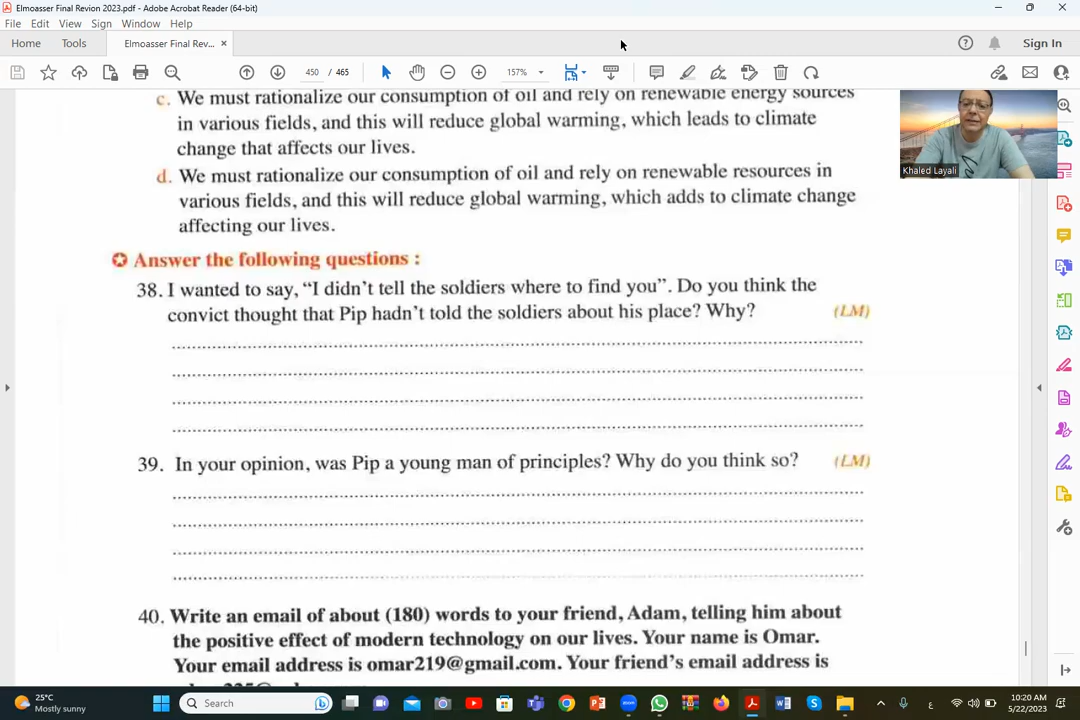 Elmoasser Final Revion 2023.pdf - Adobe Acrobat Reader (64-bit)
File Edit View Sign Window Help
Home Tools Elmoasser Final Rev... × Sign In
450 / 465 157%
c. We must rationalize our consumption of oil and rely on renewable energy sources
in various fields, and this will reduce global warming, which leads to climate
change that affects our lives.
d. We must rationalize our consumption of oil and rely on renewable resources in
various fields, and this will reduce global warming, which adds to climate change
affecting our lives.
Khaled Layali
Answer the following questions :
38. I wanted to say, “I didn’t tell the soldiers where to find you”. Do you think the
convict thought that Pip hadn’t told the soldiers about his place? Why? (LM)
39. In your opinion, was Pip a young man of principles? Why do you think so? (LM)
40. Write an email of about (180) words to your friend, Adam, telling him about
the positive effect of modern technology on our lives. Your name is Omar.
Your email address is omar219@gmail.com. Your friend’s email address is
25°C
Mostly sunny
Search
ع
10:20 AM
5/22/2023